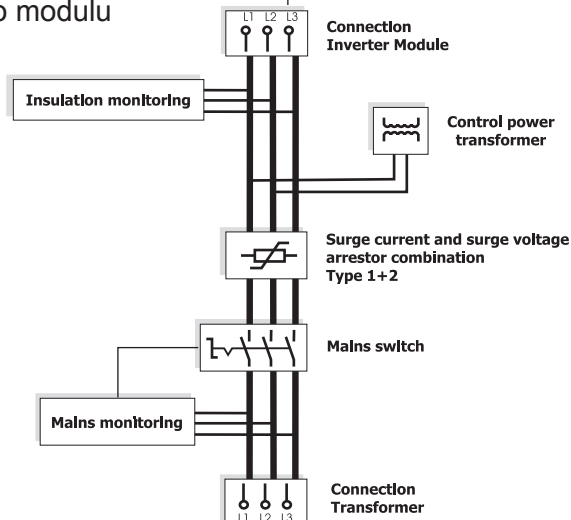 o modulu
L1 L2 L3
Connection
Inverter Module
Insulation monitoring
Control power
transformer
Surge current and surge voltage
arrestor combination
Type 1+2
Mains switch
Mains monitoring
Connection
Transformer
L1 L2 L3